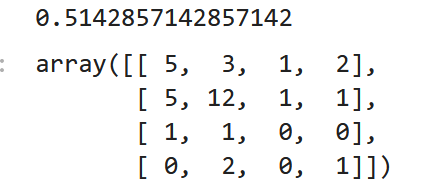 0.5142857142857142
: array([[ 5,  3,  1,  2],
       [ 5, 12,  1,  1],
       [ 1,  1,  0,  0],
       [ 0,  2,  0,  1]])